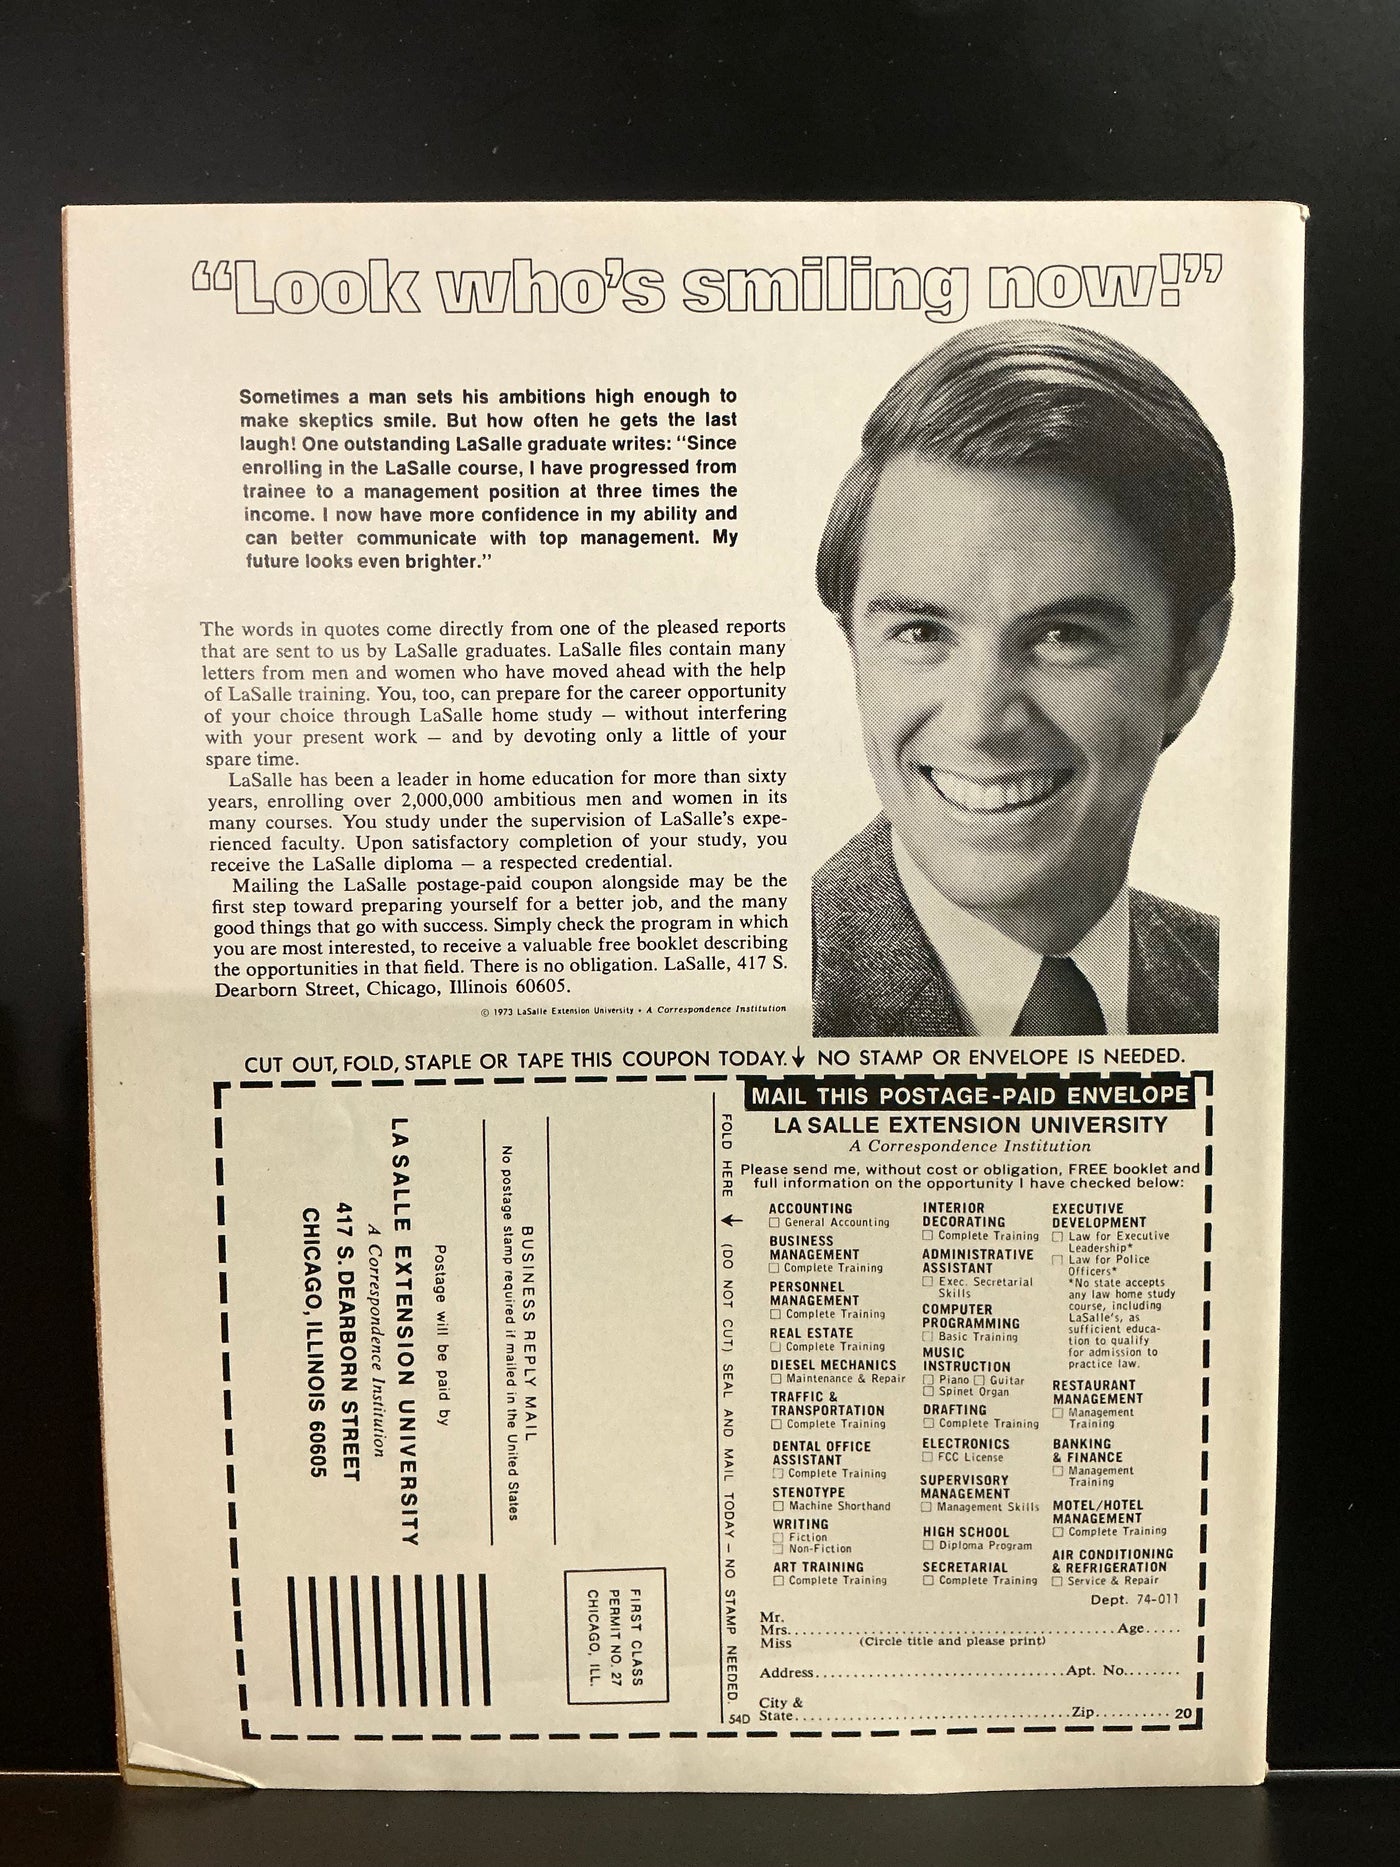 “Look who's smiling now!”
Sometimes a man sets his ambitions high enough to
make skeptics smile. But how often he gets the last
laugh! One outstanding LaSalle graduate writes: “Since
enrolling in the LaSalle course, I have progressed from
trainee to a management position at three times the
income. I now have more confidence in my ability and
can better communicate with top management. My
future looks even brighter.”
The words in quotes come directly from one of the pleased reports
that are sent to us by LaSalle graduates. LaSalle files contain many
letters from men and women who have moved ahead with the help
of LaSalle training. You, too, can prepare for the career opportunity
of your choice through LaSalle home study — without interfering
with your present work — and by devoting only a little of your
spare time.
LaSalle has been a leader in home education for more than sixty
years, enrolling over 2,000,000 ambitious men and women in its
many courses. You study under the supervision of LaSalle's expe-
rienced faculty. Upon satisfactory completion of your study, you
receive the LaSalle diploma — a respected credential.
Mailing the LaSalle postage-paid coupon alongside may be the
first step toward preparing yourself for a better job, and the many
good things that go with success. Simply check the program in which
you are most interested, to receive a valuable free booklet describing
the opportunities in that field. There is no obligation. LaSalle, 417 S.
Dearborn Street, Chicago, Illinois 60605.
© 1973 LaSalle Extension University • A Correspondence Institution
CUT OUT, FOLD, STAPLE OR TAPE THIS COUPON TODAY. NO STAMP OR ENVELOPE IS NEEDED.
FIRST CLASS
PERMIT NO. 27
CHICAGO, ILL.
BUSINESS REPLY MAIL
No postage stamp required if mailed in the United States
Postage will be paid by
LA SALLE EXTENSION UNIVERSITY
A Correspondence Institution
417 S. DEARBORN STREET
CHICAGO, ILLINOIS 60605
FOLD HERE (DO NOT CUT) SEAL AND MAIL TODAY — NO STAMP NEEDED.
54D
MAIL THIS POSTAGE-PAID ENVELOPE
LA SALLE EXTENSION UNIVERSITY
A Correspondence Institution
Please send me, without cost or obligation, FREE booklet and
full information on the opportunity I have checked below:
ACCOUNTING
☐ General Accounting
BUSINESS
MANAGEMENT
☐ Complete Training
PERSONNEL
MANAGEMENT
☐ Complete Training
REAL ESTATE
☐ Complete Training
DIESEL MECHANICS
☐ Maintenance & Repair
TRAFFIC &
TRANSPORTATION
☐ Complete Training
DENTAL OFFICE
ASSISTANT
☐ Complete Training
STENOTYPE
☐ Machine Shorthand
WRITING
☐ Fiction
☐ Non-Fiction
ART TRAINING
☐ Complete Training
INTERIOR
DECORATING
☐ Complete Training
ADMINISTRATIVE
ASSISTANT
☐ Exec. Secretarial
Skills
COMPUTER
PROGRAMMING
☐ Basic Training
MUSIC
INSTRUCTION
☐ Piano ☐ Guitar
☐ Spinet Organ
DRAFTING
☐ Complete Training
ELECTRONICS
☐ FCC License
SUPERVISORY
MANAGEMENT
☐ Management Skills
HIGH SCHOOL
☐ Diploma Program
SECRETARIAL
☐ Complete Training
EXECUTIVE
DEVELOPMENT
☐ Law for Executive
Leadership*
☐ Law for Police
Officers*
*No state accepts
any law home study
course, including
LaSalle's, as
sufficient educa-
tion to qualify
for admission to
practice law.
RESTAURANT
MANAGEMENT
☐ Management
Training
BANKING
& FINANCE
☐ Management
Training
MOTEL/HOTEL
MANAGEMENT
☐ Complete Training
AIR CONDITIONING
& REFRIGERATION
☐ Service & Repair
Dept. 74-011
Mr.
Mrs. Age
Miss (Circle title and please print)
Address Apt. No.
City &
State Zip 20